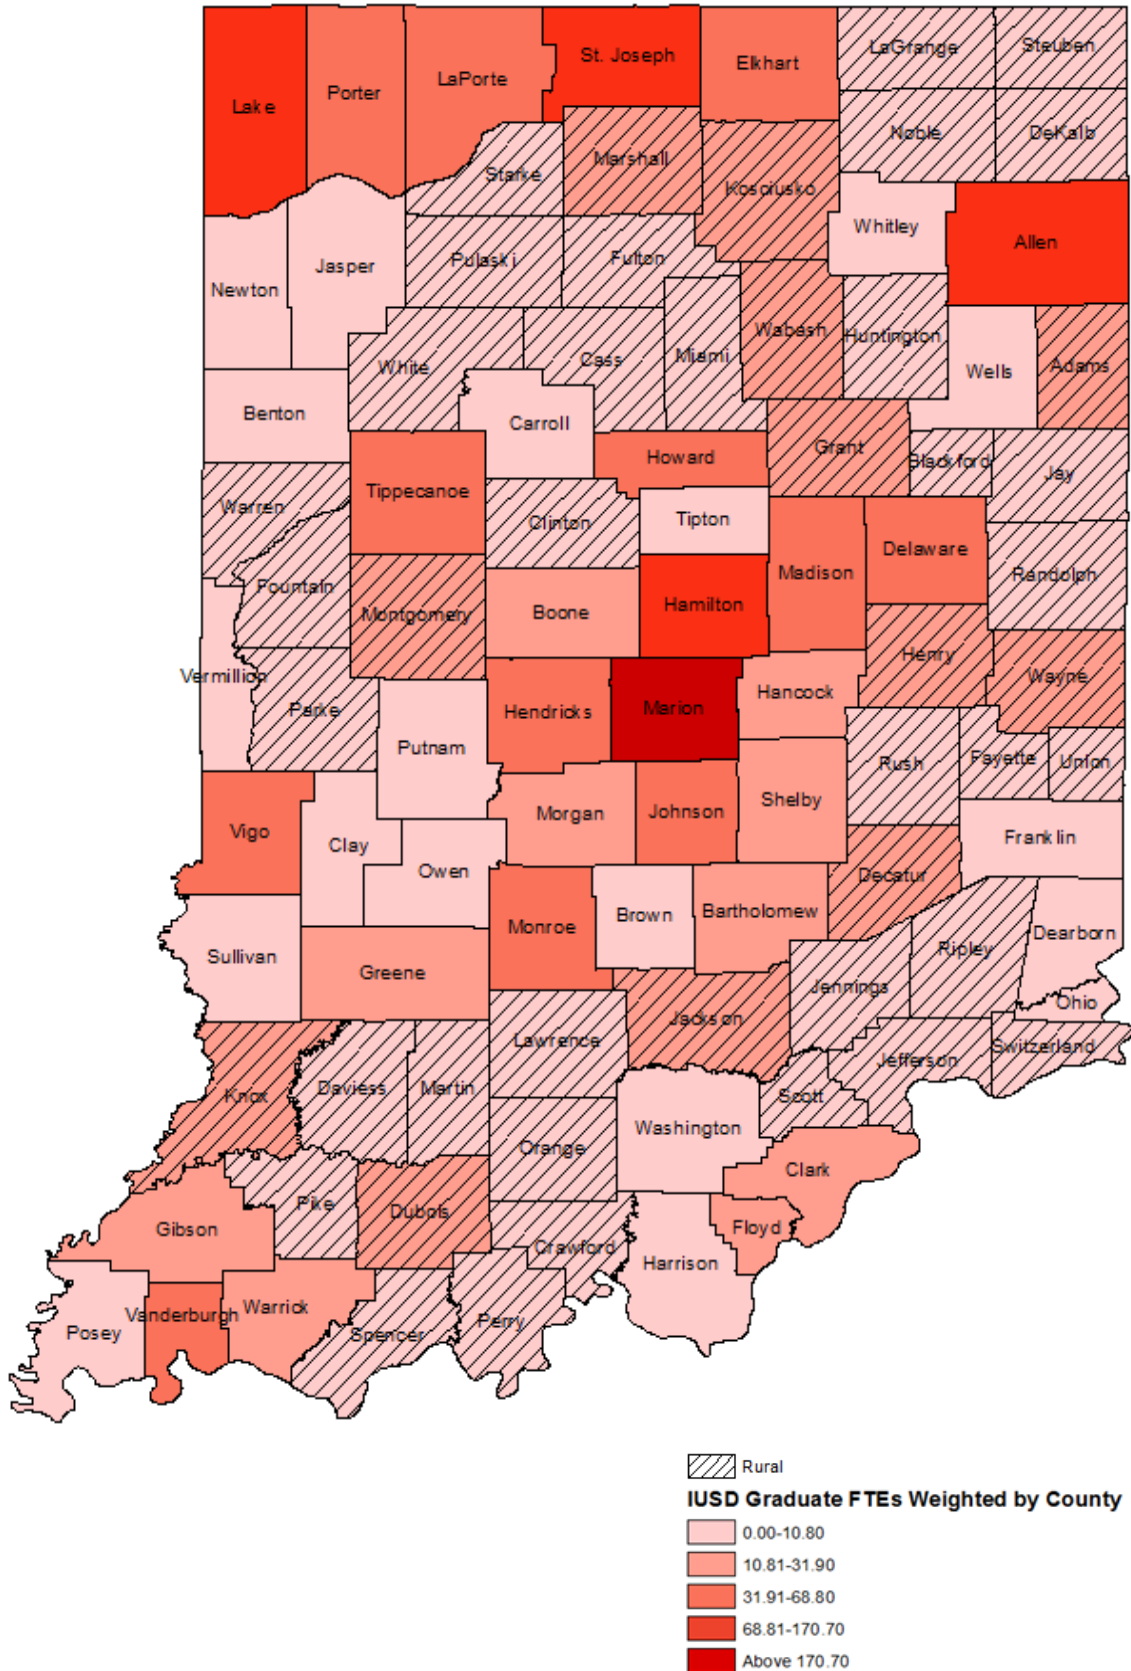 LaGrange
Steuben
St. Joseph
Elkhart
LaPorte
Porter
Lake
Noble
DeKalb
Marshall
Starke
Kosciusko
Whitley
Allen
Pulaski
Fulton
Jasper
Newton
Wabash
Huntington
Miami
Cass
White
Wells
Adams
Benton
Carroll
Grant
Howard
Blackford
Jay
Tippecanoe
Warren
Clinton
Tipton
Delaware
Madison
Randolph
Fountain
Montgomery
Boone
Hamilton
Henry
Wayne
Vermillion
Parke
Hendricks
Marion
Hancock
Putnam
Rush
Fayette
Union
Shelby
Morgan
Johnson
Vigo
Clay
Franklin
Owen
Decatur
Brown
Bartholomew
Monroe
Dearborn
Sullivan
Greene
Ripley
Jennings
Ohio
Jackson
Lawrence
Switzerland
Jefferson
Knox
Daviess
Martin
Scott
Washington
Orange
Clark
Pike
Dubois
Gibson
Floyd
Crawford
Harrison
Vanderburgh
Warrick
Posey
Spencer
Perry
Rural
IUSD Graduate FTEs Weighted by County
0.00-10.80
10.81-31.90
31.91-68.80
68.81-170.70
Above 170.70